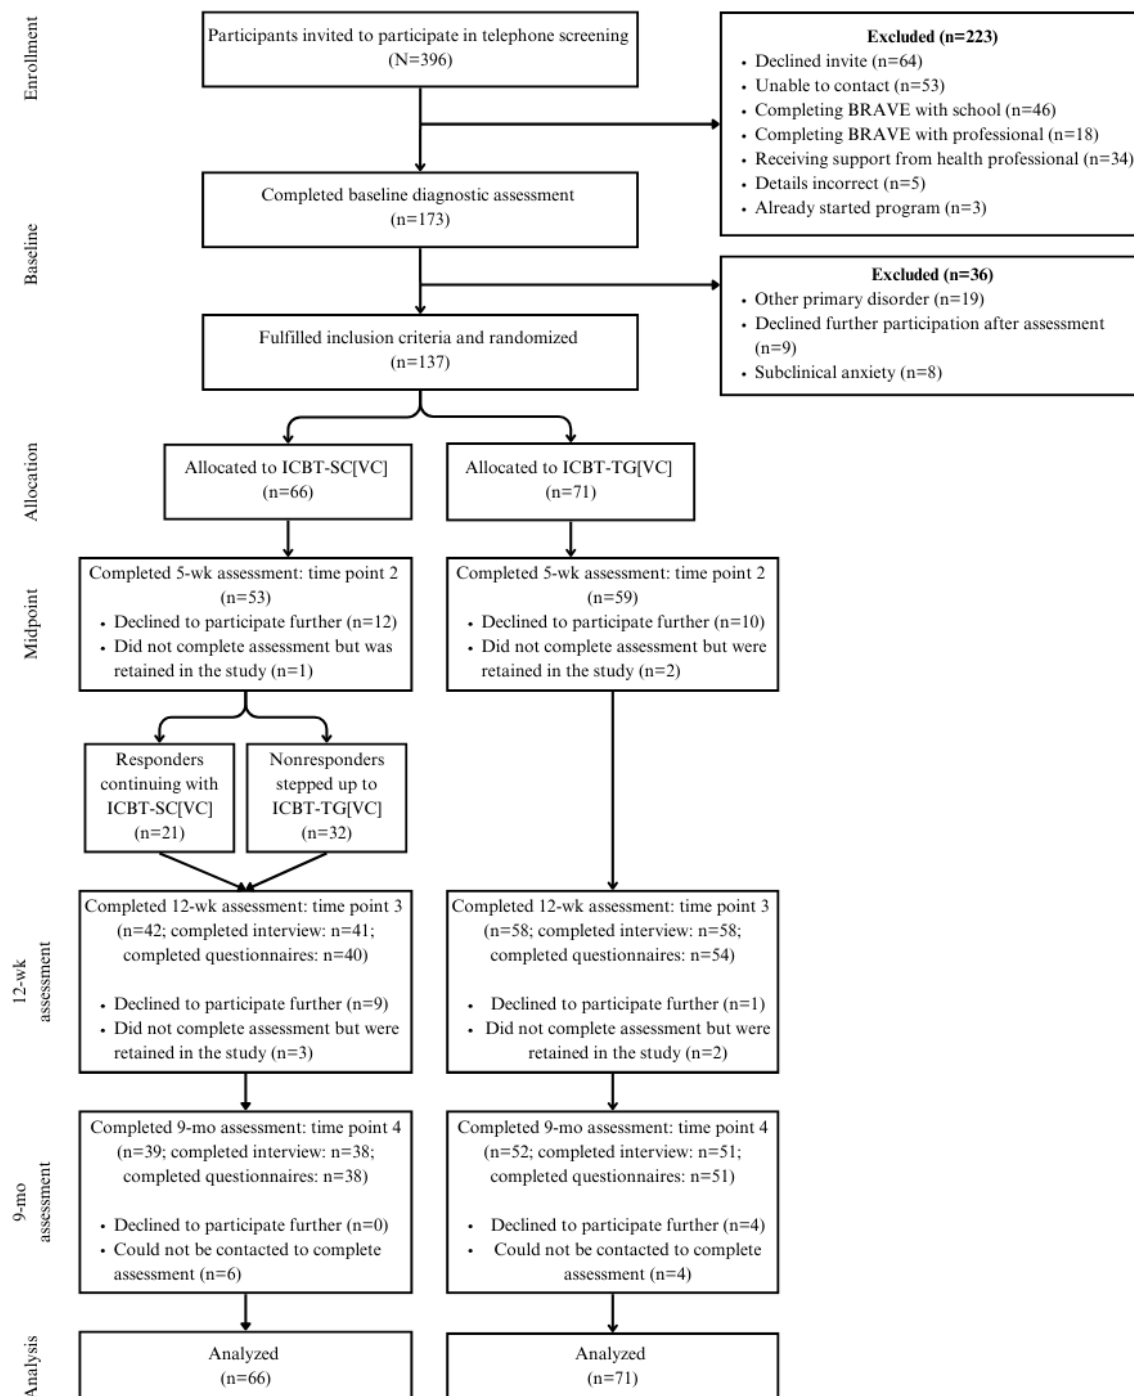 Enrollment
Participants invited to participate in telephone screening
(N=396)
Excluded (n=223)
• Declined invite (n=64)
• Unable to contact (n=53)
• Completing BRAVE with school (n=46)
• Completing BRAVE with professional (n=18)
• Receiving support from health professional (n=34)
• Details incorrect (n=5)
• Already started program (n=3)
Baseline
Completed baseline diagnostic assessment
(n=173)
Excluded (n=36)
• Other primary disorder (n=19)
• Declined further participation after assessment
(n=9)
• Subclinical anxiety (n=8)
Fulfilled inclusion criteria and randomized
(n=137)
Allocation
Allocated to ICBT-SC[VC]
(n=66)
Allocated to ICBT-TG[VC]
(n=71)
Midpoint
Completed 5-wk assessment: time point 2
(n=53)
• Declined to participate further (n=12)
• Did not complete assessment but was
retained in the study (n=1)
Completed 5-wk assessment: time point 2
(n=59)
• Declined to participate further (n=10)
• Did not complete assessment but were
retained in the study (n=2)
Responders
continuing with
ICBT-SC[VC]
(n=21)
Nonresponders
stepped up to
ICBT-TG[VC]
(n=32)
12-wk
assessment
Completed 12-wk assessment: time point 3
(n=42; completed interview: n=41;
completed questionnaires: n=40)
• Declined to participate further (n=9)
• Did not complete assessment but were
retained in the study (n=3)
Completed 12-wk assessment: time point 3
(n=58; completed interview: n=58;
completed questionnaires: n=54)
• Declined to participate further (n=1)
• Did not complete assessment but were
retained in the study (n=2)
9-mo
assessment
Completed 9-mo assessment: time point 4
(n=39; completed interview: n=38;
completed questionnaires: n=38)
• Declined to participate further (n=0)
• Could not be contacted to complete
assessment (n=6)
Completed 9-mo assessment: time point 4
(n=52; completed interview: n=51;
completed questionnaires: n=51)
• Declined to participate further (n=4)
• Could not be contacted to complete
assessment (n=4)
Analysis
Analyzed
(n=66)
Analyzed
(n=71)